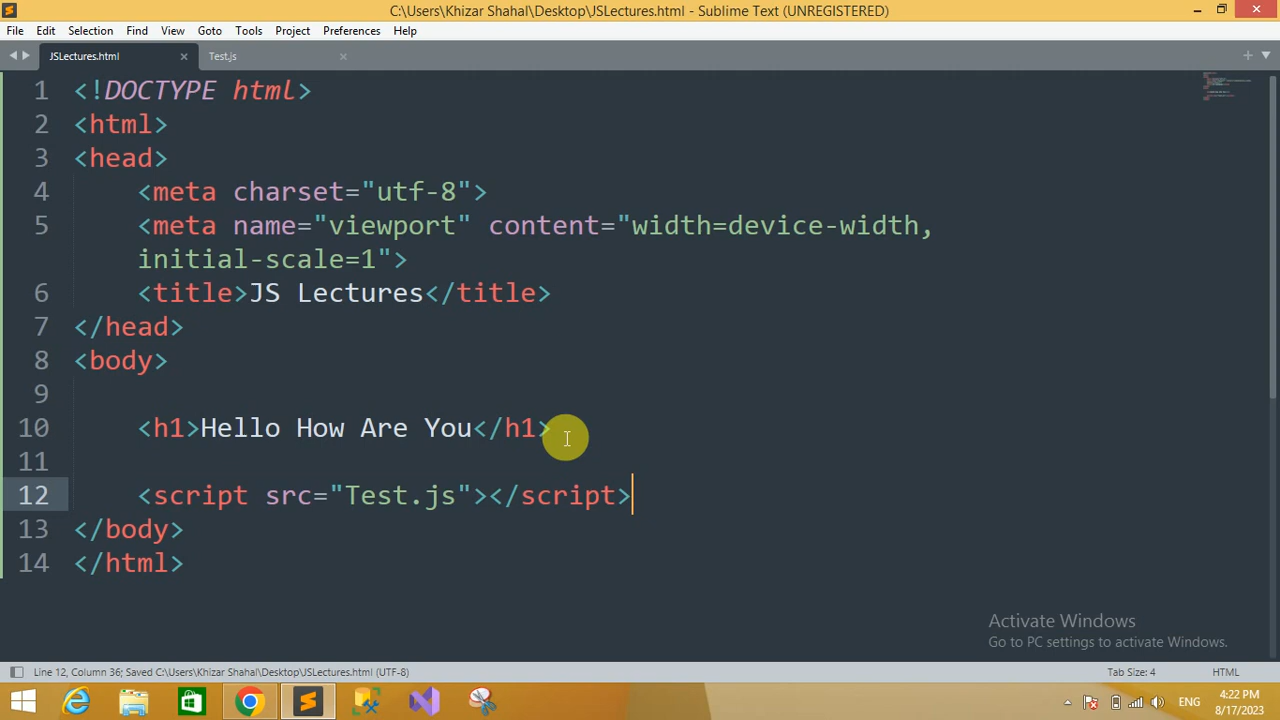 C:\Users\Khizar Shahal\Desktop\JSLectures.html - Sublime Text (UNREGISTERED)
File Edit Selection Find View Goto Tools Project Preferences Help
JSLectures.html Test.js
1 <!DOCTYPE html>
2 <html>
3 <head>
4 <meta charset="utf-8">
5 <meta name="viewport" content="width=device-width,
initial-scale=1">
6 <title>JS Lectures</title>
7 </head>
8 <body>
9
10 <h1>Hello How Are You</h1>
11
12 <script src="Test.js"></script>
13 </body>
14 </html>
Activate Windows
Go to PC settings to activate Windows.
Line 12, Column 36; Saved C:\Users\Khizar Shahal\Desktop\JSLectures.html (UTF-8) Tab Size: 4 HTML
ENG 4:22 PM
8/17/2023